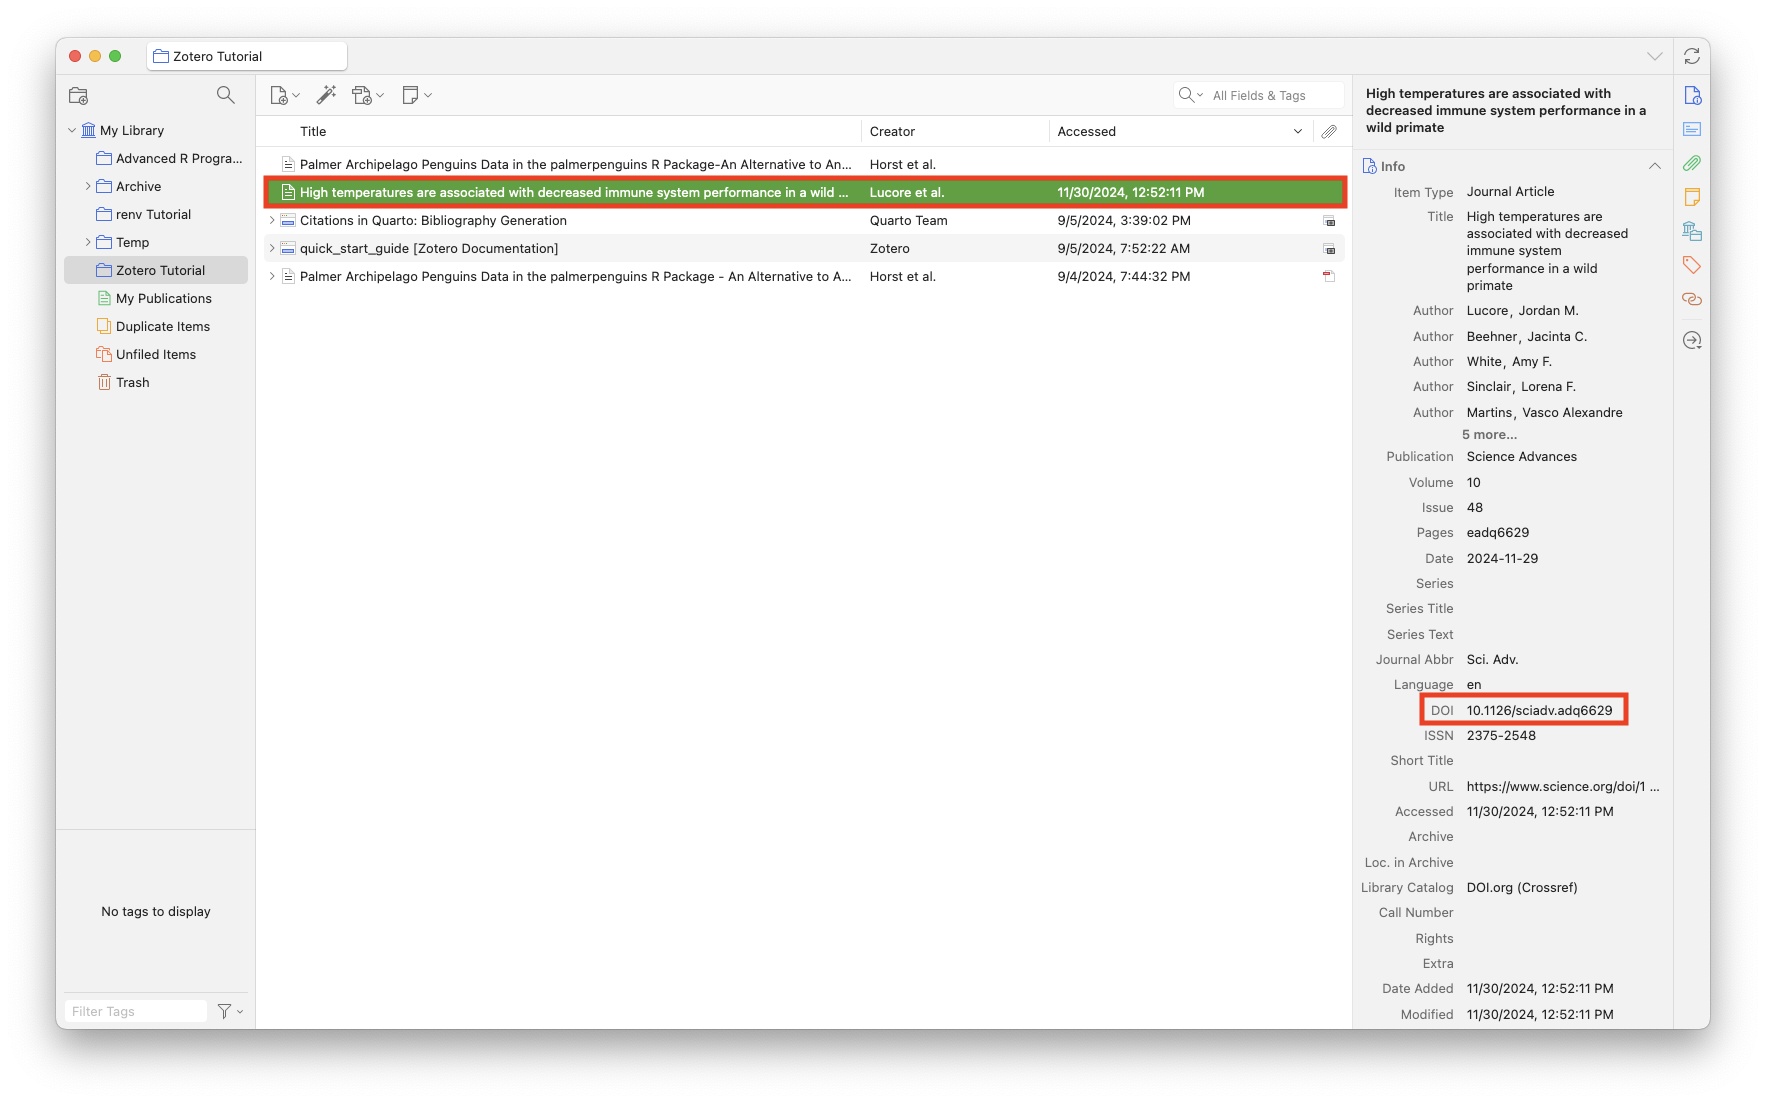 Zotero Tutorial
My Library
Advanced R Progra...
Archive
renv Tutorial
Temp
Zotero Tutorial
My Publications
Duplicate Items
Unfiled Items
Trash
No tags to display
Filter Tags
All Fields & Tags
Title Creator Accessed
Palmer Archipelago Penguins Data in the palmerpenguins R Package-An Alternative to An... Horst et al.
High temperatures are associated with decreased immune system performance in a wild ... Lucore et al. 11/30/2024, 12:52:11 PM
Citations in Quarto: Bibliography Generation Quarto Team 9/5/2024, 3:39:02 PM
quick_start_guide [Zotero Documentation] Zotero 9/5/2024, 7:52:22 AM
Palmer Archipelago Penguins Data in the palmerpenguins R Package - An Alternative to A... Horst et al. 9/4/2024, 7:44:32 PM
High temperatures are associated with
decreased immune system performance in a
wild primate
Info
Item Type Journal Article
Title High temperatures are
associated with decreased
immune system
performance in a wild
primate
Author Lucore, Jordan M.
Author Beehner, Jacinta C.
Author White, Amy F.
Author Sinclair, Lorena F.
Author Martins, Vasco Alexandre
5 more...
Publication Science Advances
Volume 10
Issue 48
Pages eadq6629
Date 2024-11-29
Series
Series Title
Series Text
Journal Abbr Sci. Adv.
Language en
DOI 10.1126/sciadv.adq6629
ISSN 2375-2548
Short Title
URL https://www.science.org/doi/1 ...
Accessed 11/30/2024, 12:52:11 PM
Archive
Loc. in Archive
Library Catalog DOI.org (Crossref)
Call Number
Rights
Extra
Date Added 11/30/2024, 12:52:11 PM
Modified 11/30/2024, 12:52:11 PM